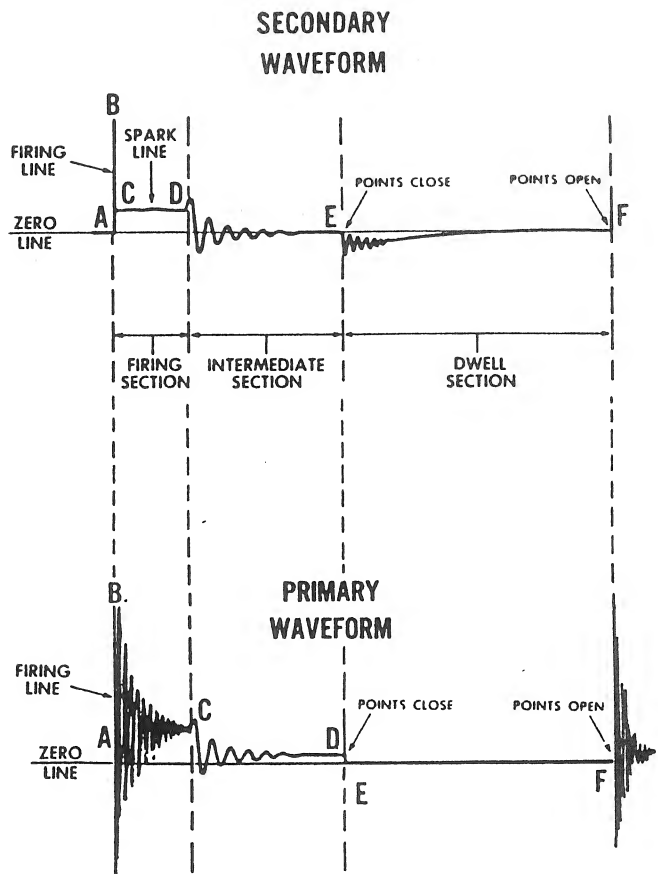 SECONDARY
WAVEFORM
B
FIRING
LINE
SPARK
LINE
C
D
A
ZERO
LINE
E
POINTS CLOSE
POINTS OPEN
F
FIRING
SECTION
INTERMEDIATE
SECTION
DWELL
SECTION
PRIMARY
WAVEFORM
B.
FIRING
LINE
A
C
ZERO
LINE
D
POINTS CLOSE
E
POINTS OPEN
F